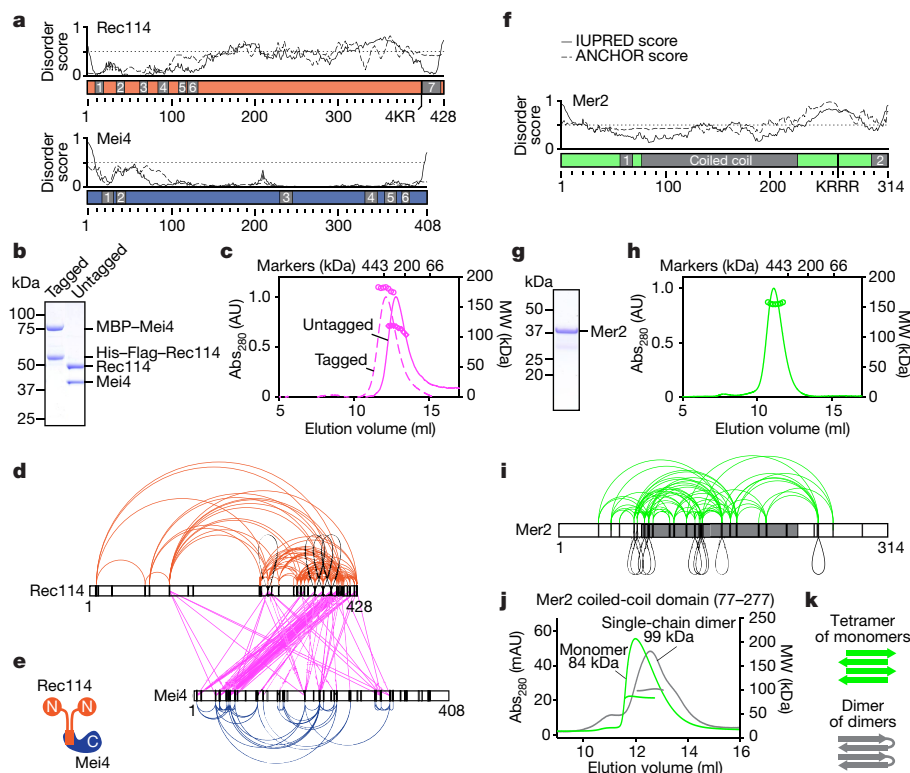 a
Rec114
Disorder score
1
0
1 2 3 4 5 6 7
1 100 200 300 4KR 428
Mei4
Disorder score
1
0
1 2 3 4 5 6
1 100 200 300 408
f
IUPRED score
ANCHOR score
Mer2
Disorder score
1
0
1 Coiled coil 2
1 100 200 KRRR 314
b
kDa
Tagged
Untagged
100
75
50
37
25
MBP–Mei4
His–Flag–Rec114
Rec114
Mei4
c
Markers (kDa) 443 200 66
Abs280 (AU)
1.0
0.5
0
Untagged
Tagged
200
150
100
50
0
MW (kDa)
5 10 15
Elution volume (ml)
g
kDa
50
37
25
20
Mer2
h
Markers (kDa) 443 200 66
Abs280 (AU)
1.0
0.5
0
200
150
100
50
0
MW (kDa)
5 10 15
Elution volume (ml)
d
Rec114
1 428
Mei4
1 408
e
Rec114
N N
C
Mei4
i
Mer2
1 314
j
Mer2 coiled-coil domain (77–277)
Single-chain dimer
99 kDa
Monomer
84 kDa
Abs280 (mAU)
60
40
20
0
250
200
150
100
50
0
MW (kDa)
10 12 14 16
Elution volume (ml)
k
Tetramer
of monomers
Dimer
of dimers